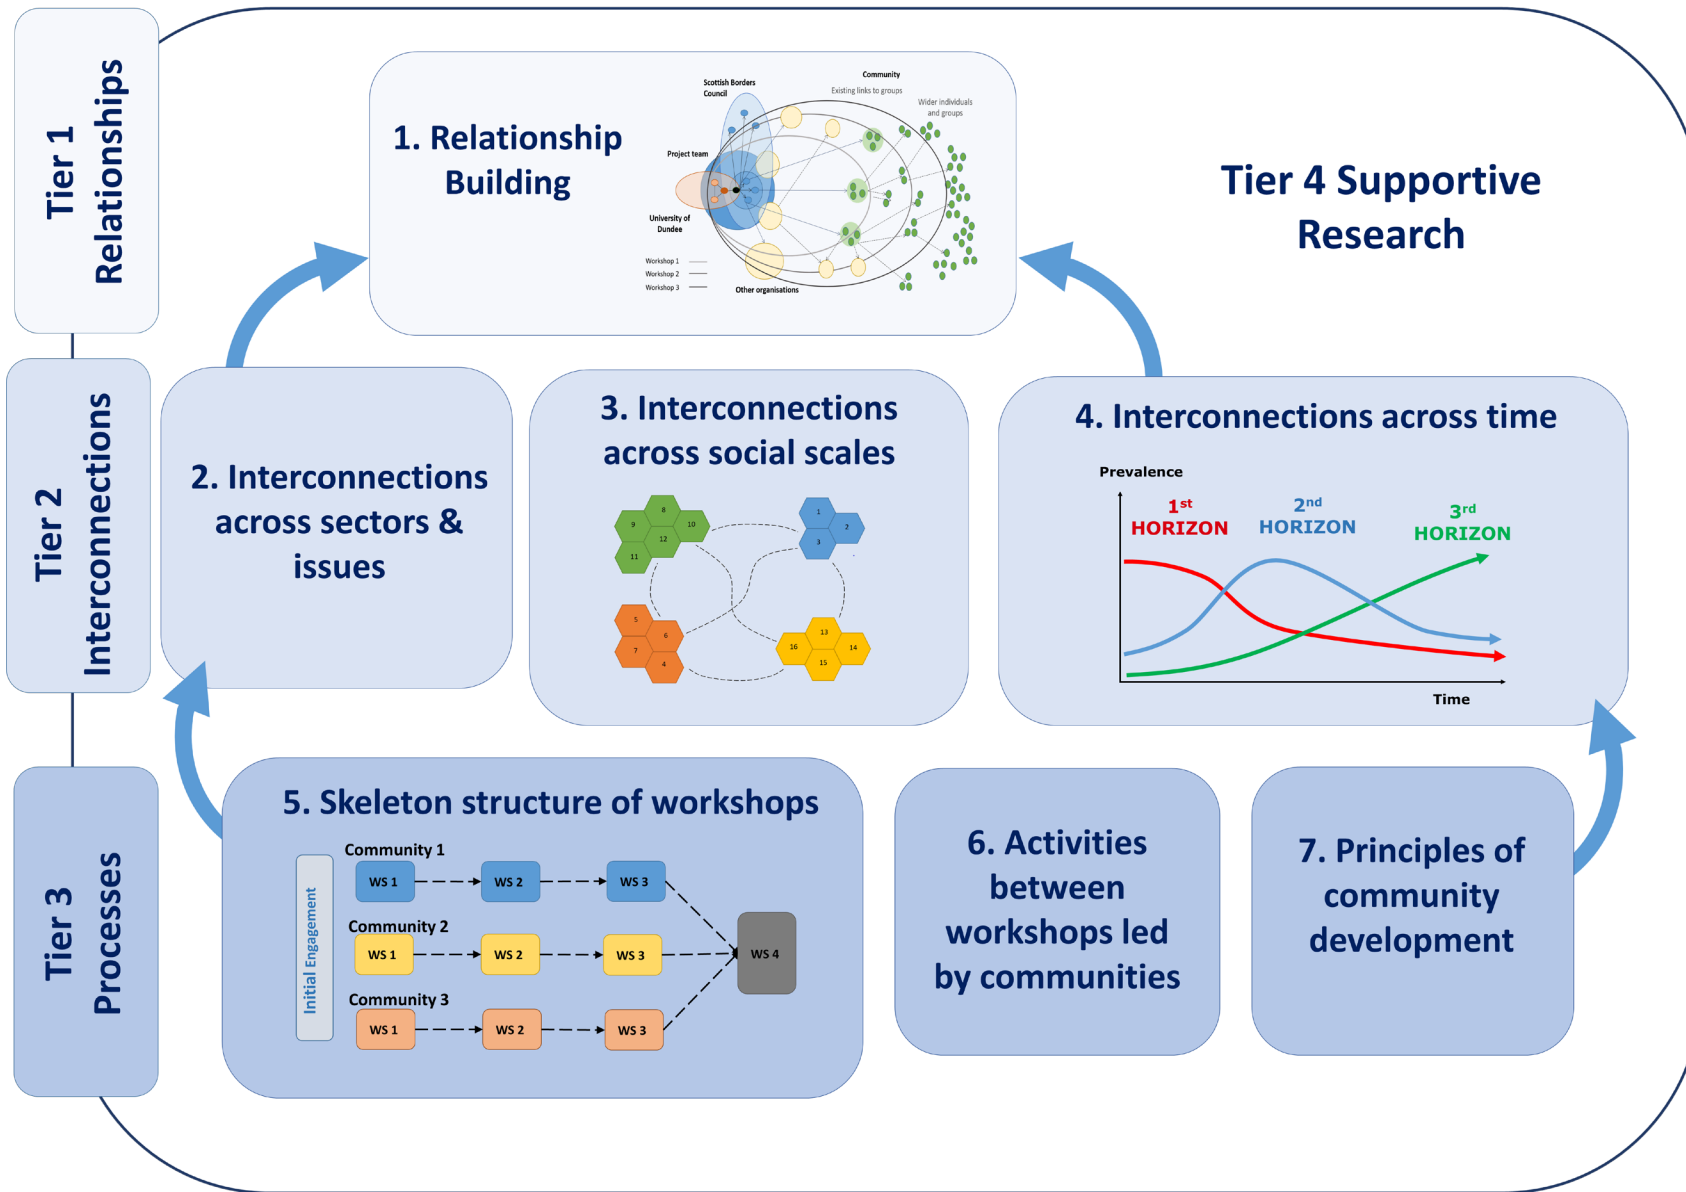 Tier 1
Relationships
1. Relationship
Building
Scottish Borders
Council
Community
Existing links to groups
Wider individuals
and groups
Project team
University of
Dundee
Workshop 1
Workshop 2
Workshop 3
Other organisations
Tier 4 Supportive
Research
Tier 2
Interconnections
2. Interconnections
across sectors &
issues
3. Interconnections
across social scales
8
9
10
12
11
1
2
3
5
6
7
4
13
16
14
15
4. Interconnections across time
Prevalence
1st
HORIZON
2nd
HORIZON
3rd
HORIZON
Time
Tier 3
Processes
5. Skeleton structure of workshops
Initial Engagement
Community 1
WS 1
WS 2
WS 3
Community 2
WS 1
WS 2
WS 3
WS 4
Community 3
WS 1
WS 2
WS 3
6. Activities
between
workshops led
by communities
7. Principles of
community
development